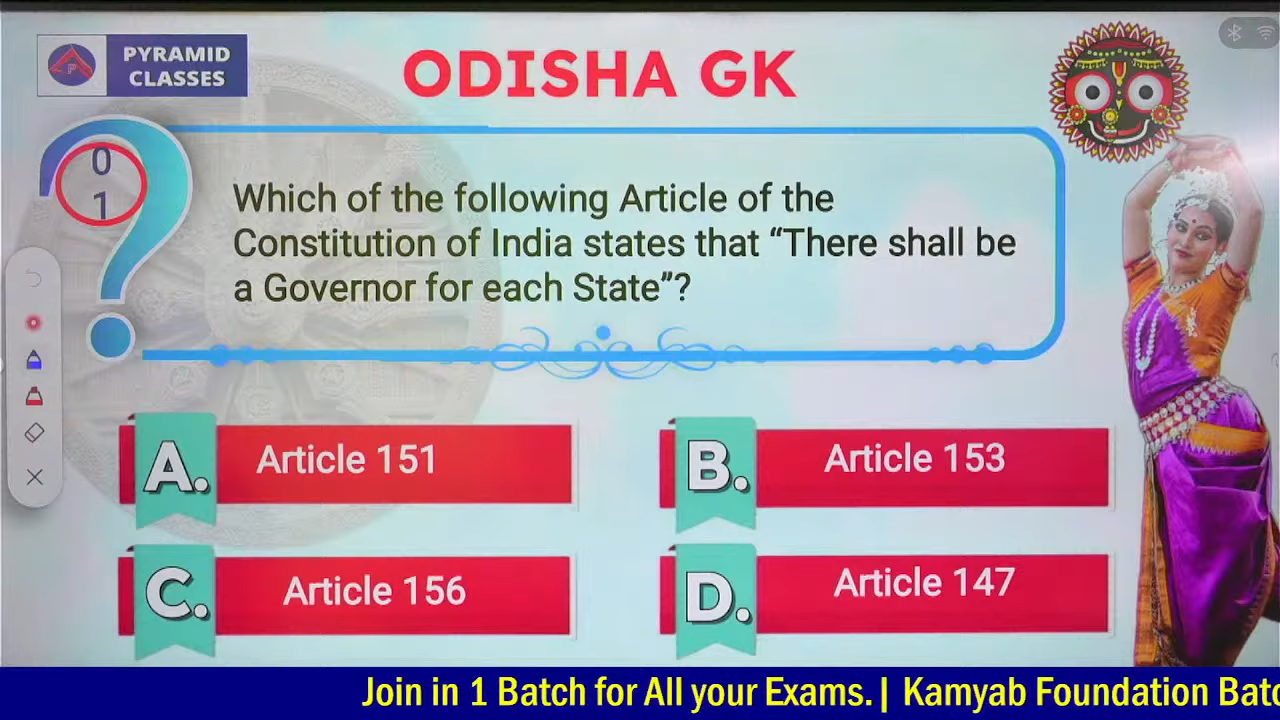 PYRAMID
CLASSES
ODISHA GK
0
1
Which of the following Article of the
Constitution of India states that “There shall be
a Governor for each State”?
A.
Article 151
B.
Article 153
C.
Article 156
D.
Article 147
Join in 1 Batch for All your Exams. | Kamyab Foundation Batc